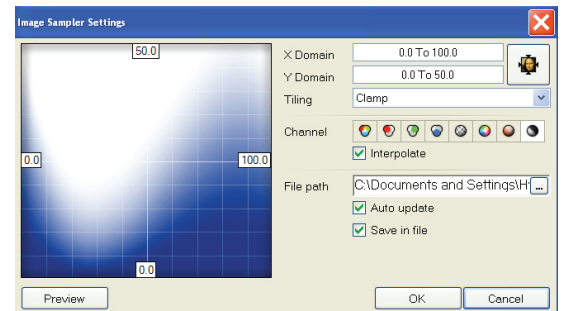 Image Sampler Settings
50.0
0.0
100.0
0.0
X Domain 0.0 To 100.0
Y Domain 0.0 To 50.0
Tiling Clamp
Channel
Interpolate
File path C:\Documents and Settings\H ...
Auto update
Save in file
Preview OK Cancel